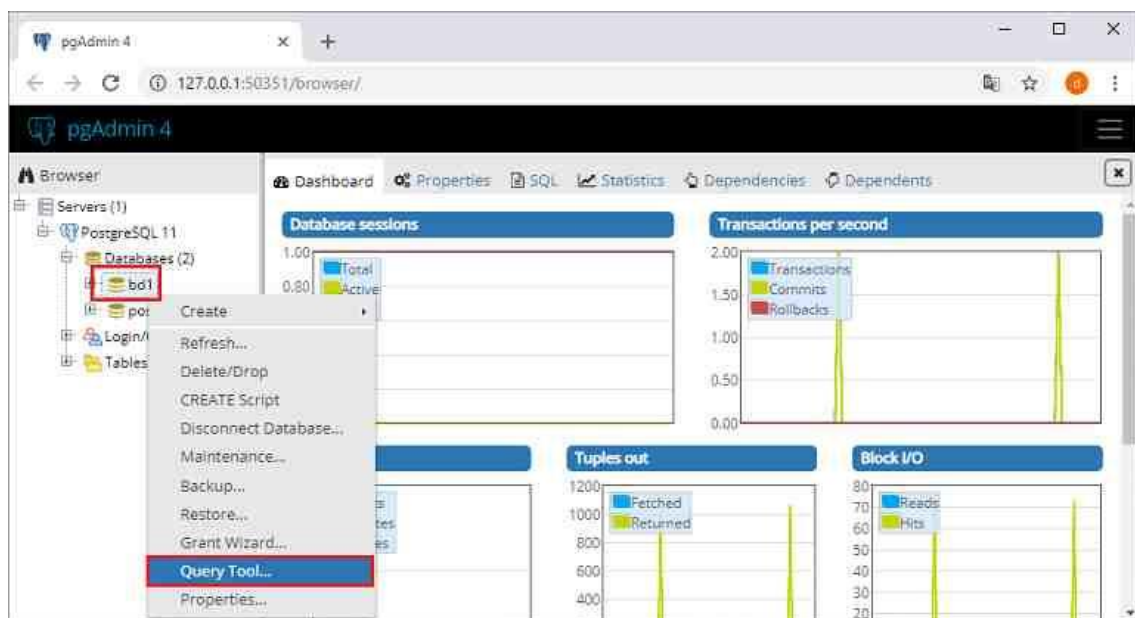 pgAdmin 4
127.0.0.1:50351/browser/
pgAdmin 4
Browser
Dashboard Properties SQL Statistics Dependencies Dependents
Servers (1)
PostgreSQL 11
Databases (2)
bd1
pos
Login/
Tables
Create
Refresh...
Delete/Drop
CREATE Script
Disconnect Database...
Maintenance...
Backup...
Restore...
Grant Wizard...
Query Tool...
Properties...
Database sessions
1.00
0.80
Total
Active
Transactions per second
2.00
1.50
1.00
0.50
0.00
Transactions
Commits
Rollbacks
Tuples out
1200
1000
800
600
400
Fetched
Returned
Block I/O
80
70
60
50
40
30
20
Reads
Hits